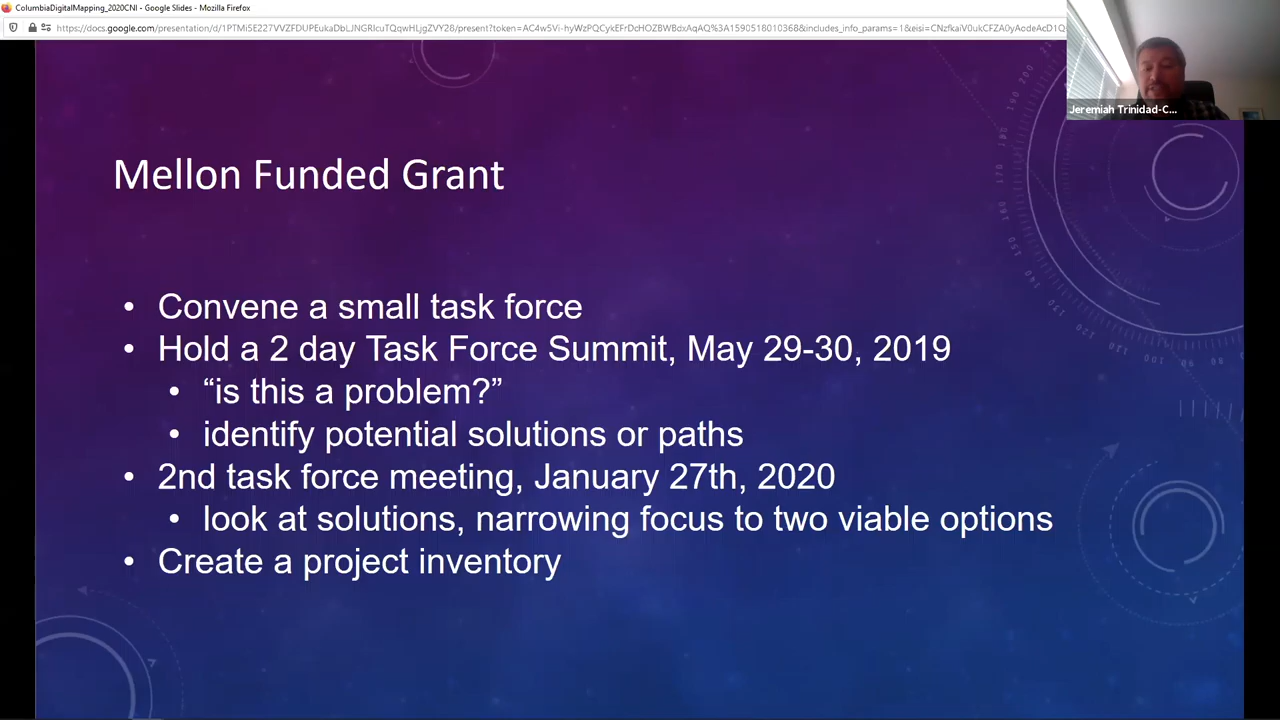 ColumbiaDigitalMapping_2020CNI - Google Slides - Mozilla Firefox
Jeremiah Trinidad-C...
Mellon Funded Grant
• Convene a small task force
• Hold a 2 day Task Force Summit, May 29-30, 2019
• “is this a problem?”
• identify potential solutions or paths
• 2nd task force meeting, January 27th, 2020
• look at solutions, narrowing focus to two viable options
• Create a project inventory